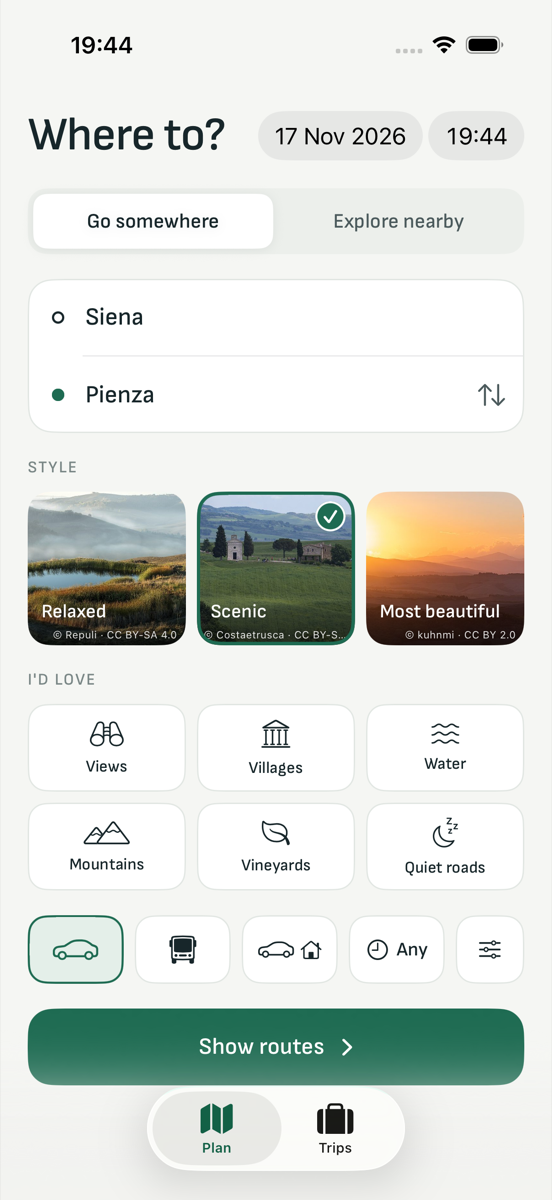 19:44
Where to?
17 Nov 2026
19:44
Go somewhere
Explore nearby
Siena
Pienza
STYLE
Relaxed
© Repuli · CC BY-SA 4.0
Scenic
© Costaetrusca · CC BY-S…
Most beautiful
© kuhnmi · CC BY 2.0
I'D LOVE
Views
Villages
Water
Mountains
Vineyards
Quiet roads
Any
Show routes
Plan
Trips